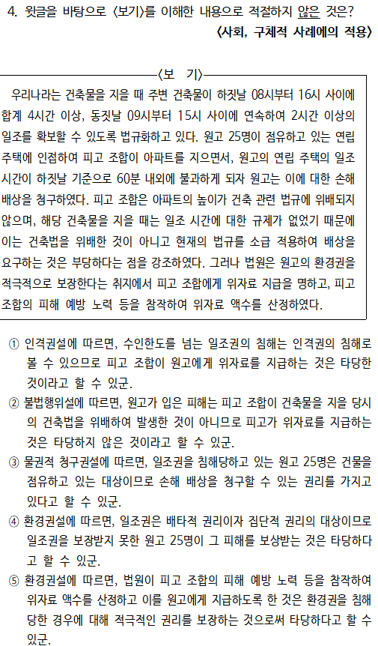 4. 윗글을 바탕으로 <보기>를 이해한 내용으로 적절하지 않은 것은?
<사회, 구체적 사례에의 적용>
<보 기>
우리나라는 건축물을 지을 때 주변 건축물이 하짓날 08시부터 16시 사이에
합계 4시간 이상, 동짓날 09시부터 15시 사이에 연속하여 2시간 이상의
일조를 확보할 수 있도록 법규화하고 있다. 원고 25명이 점유하고 있는 연립
주택에 인접하여 피고 조합이 아파트를 지으면서, 원고의 연립 주택의 일조
시간이 하짓날 기준으로 60분 내외에 불과하게 되자 원고는 이에 대한 손해
배상을 청구하였다. 피고 조합은 아파트의 높이가 건축 관련 법규에 위배되지
않으며, 해당 건축물을 지을 때는 일조 시간에 대한 규제가 없었기 때문에
이는 건축법을 위배한 것이 아니고 현재의 법규를 소급 적용하여 배상을
요구하는 것은 부당하다는 점을 강조하였다. 그러나 법원은 원고의 환경권을
적극적으로 보장한다는 취지에서 피고 조합에게 위자료 지급을 명하고, 피고
조합의 피해 예방 노력 등을 참작하여 위자료 액수를 산정하였다.
① 인격권설에 따르면, 수인한도를 넘는 일조권의 침해는 인격권의 침해로
볼 수 있으므로 피고 조합이 원고에게 위자료를 지급하는 것은 타당한
것이라고 할 수 있군.
② 불법행위설에 따르면, 원고가 입은 피해는 피고 조합이 건축물을 지을 당시
의 건축법을 위배하여 발생한 것이 아니므로 피고가 위자료를 지급하는
것은 타당하지 않은 것이라고 할 수 있군.
③ 물권적 청구권설에 따르면, 일조권을 침해당하고 있는 원고 25명은 건물을
점유하고 있는 대상이므로 손해 배상을 청구할 수 있는 권리를 가지고
있다고 할 수 있군.
④ 환경권설에 따르면, 일조권은 배타적 권리이자 집단적 권리의 대상이므로
일조권을 보장받지 못한 원고 25명이 그 피해를 보상받는 것은 타당하다
고 할 수 있군.
⑤ 환경권설에 따르면, 법원이 피고 조합의 피해 예방 노력 등을 참작하여
위자료 액수를 산정하고 이를 원고에게 지급하도록 한 것은 환경권을 침해
당한 경우에 대해 적극적인 권리를 보장하는 것으로써 타당하다고 할 수
있군.